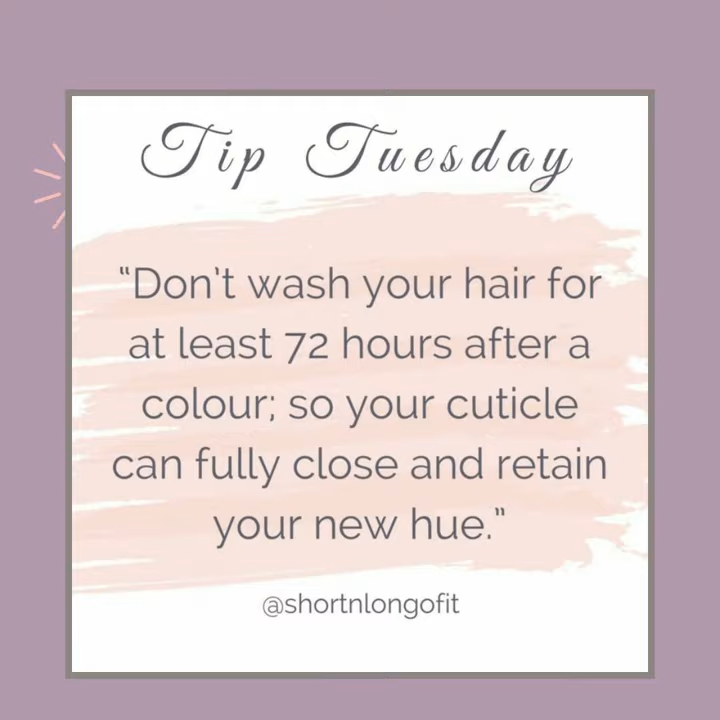 Tip Tuesday
“Don't wash your hair for
at least 72 hours after a
colour; so your cuticle
can fully close and retain
your new hue.”
@shortnlongofit